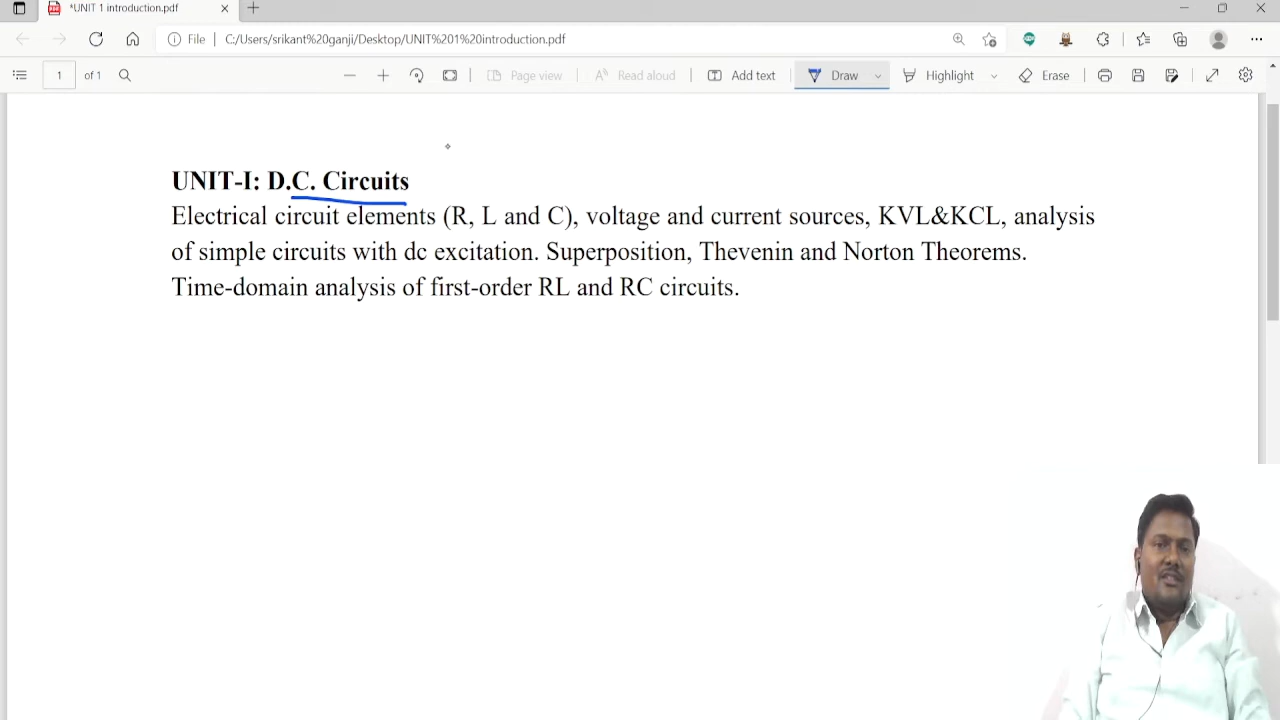 *UNIT 1 introduction.pdf
File | C:/Users/srikant%20ganji/Desktop/UNIT%201%20introduction.pdf
1 of 1 Page view Read aloud Add text Draw Highlight Erase
UNIT-I: D.C. Circuits
Electrical circuit elements (R, L and C), voltage and current sources, KVL&KCL, analysis
of simple circuits with dc excitation. Superposition, Thevenin and Norton Theorems.
Time-domain analysis of first-order RL and RC circuits.